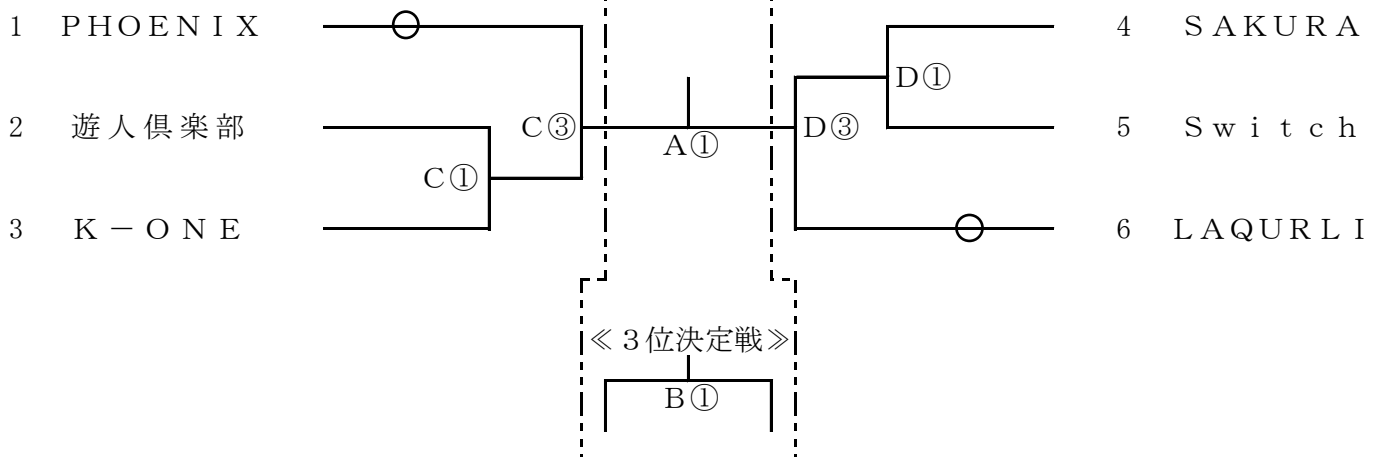 1 ＰＨＯＥＮＩＸ
4 ＳＡＫＵＲＡ
Ｄ①
2 遊人倶楽部
Ｃ③
Ａ①
Ｄ③
5 Ｓｗｉｔｃｈ
Ｃ①
3 Ｋ－ＯＮＥ
6 ＬＡＱＵＲＬＩ
≪３位決定戦≫
Ｂ①